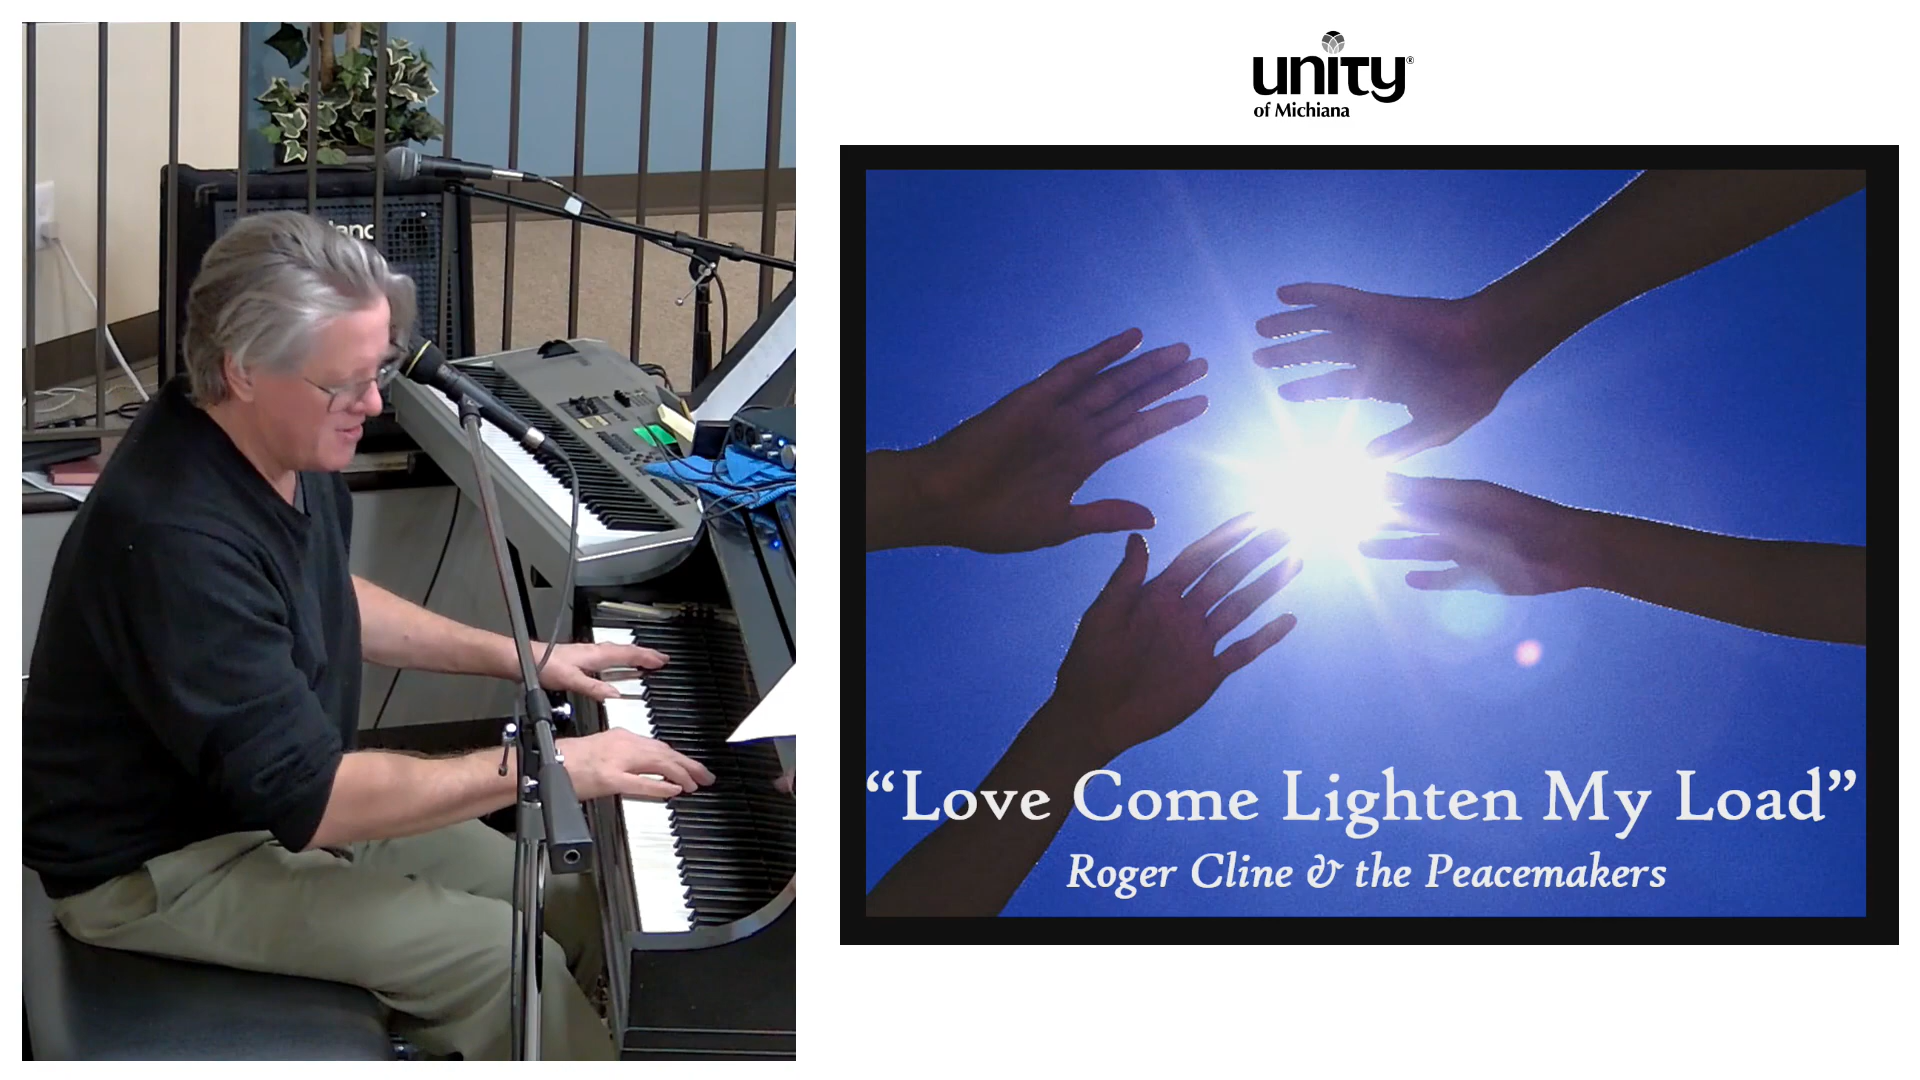 unity®
of Michiana
“Love Come Lighten My Load”
Roger Cline & the Peacemakers